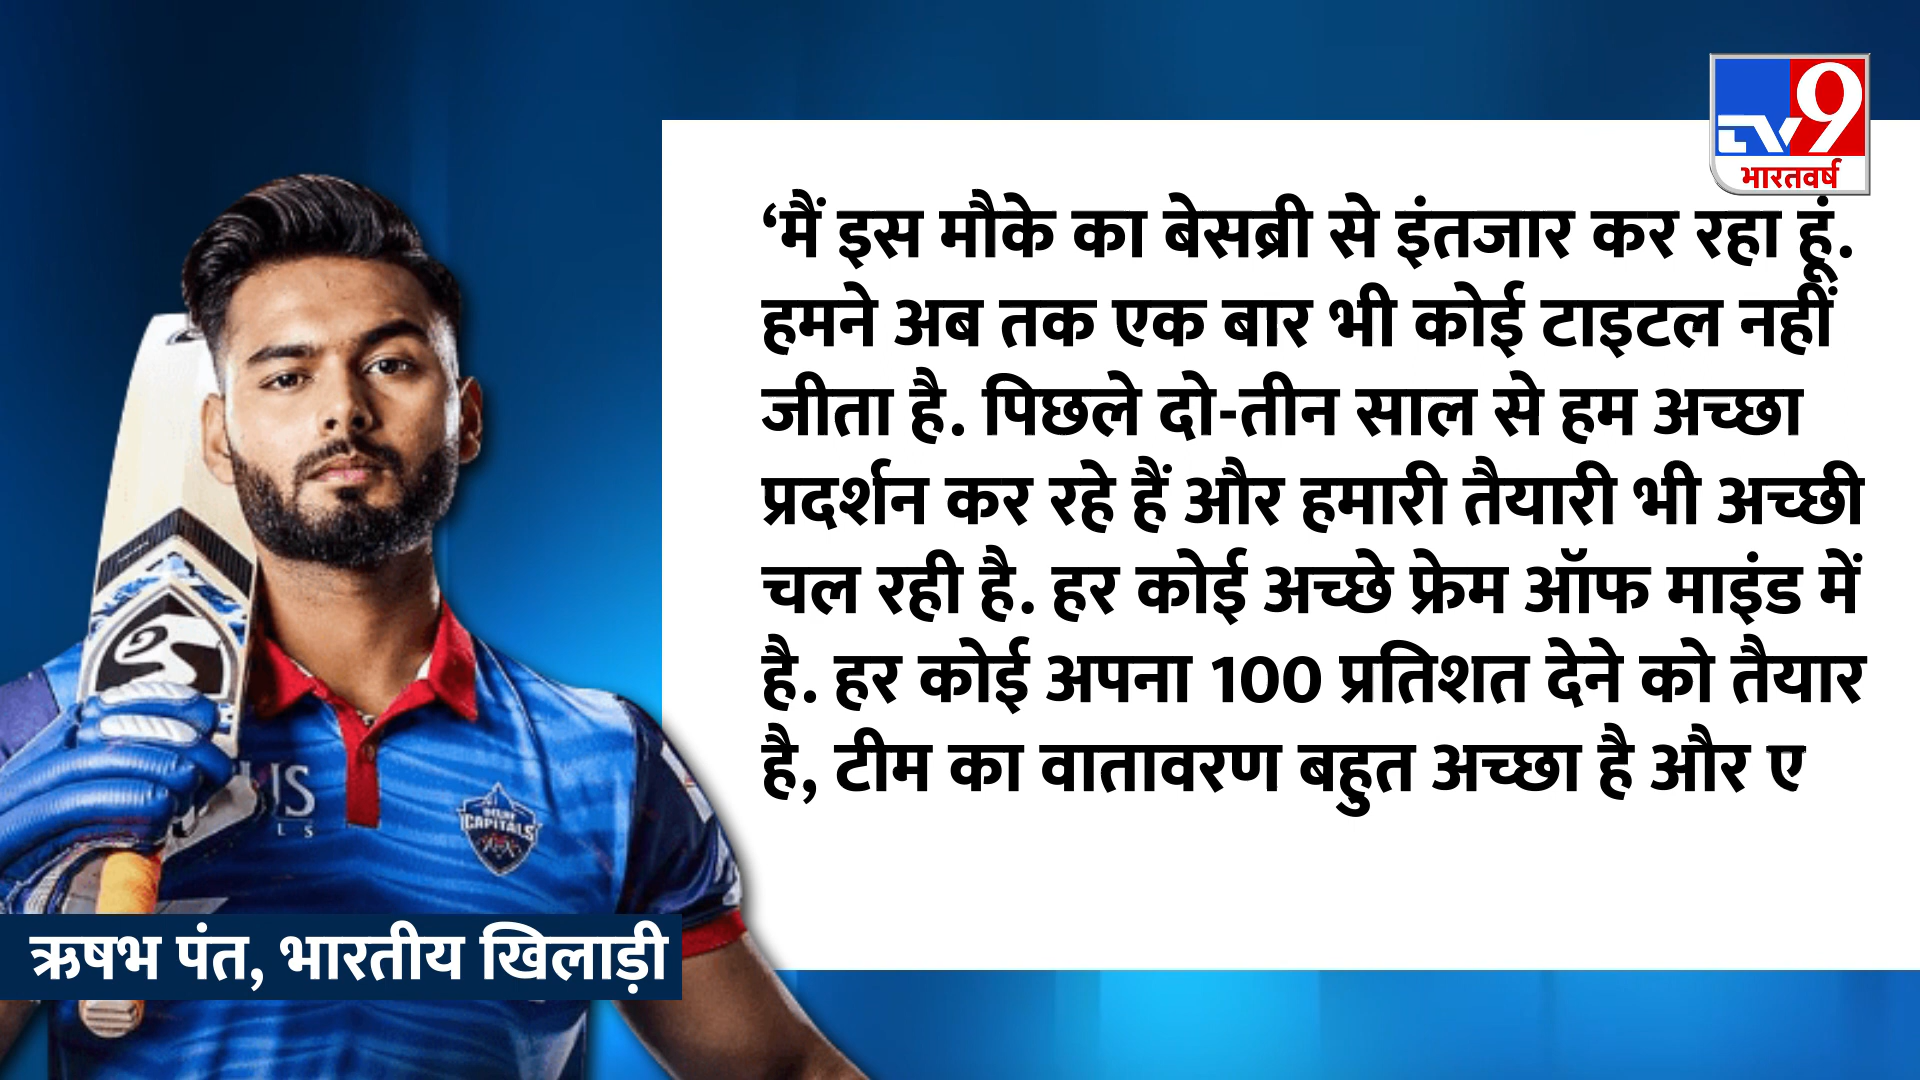 TV9
भारतवर्ष
‘मैं इस मौके का बेसब्री से इंतजार कर रहा हूं.
हमने अब तक एक बार भी कोई टाइटल नहीं
जीता है. पिछले दो-तीन साल से हम अच्छा
प्रदर्शन कर रहे हैं और हमारी तैयारी भी अच्छी
चल रही है. हर कोई अच्छे फ्रेम ऑफ माइंड में
है. हर कोई अपना 100 प्रतिशत देने को तैयार
है, टीम का वातावरण बहुत अच्छा है और ए
DELHI
CAPITALS
ऋषभ पंत, भारतीय खिलाड़ी